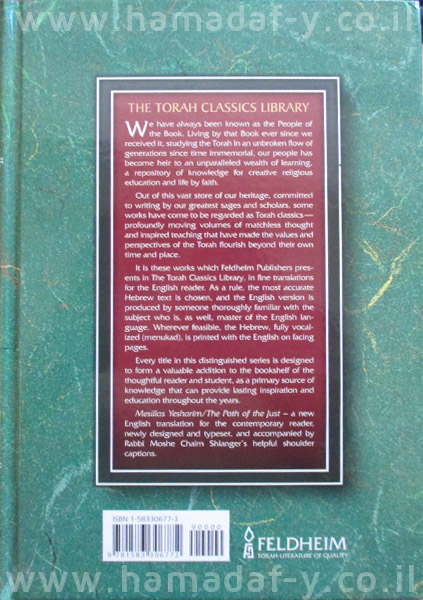 www.hamadaf-y.co.il
THE TORAH CLASSICS LIBRARY
We have always been known as the People of
the Book. Living by that Book ever since we
received it, studying the Torah in an unbroken flow of
generations since time immemorial, our people has
become heir to an unparalleled wealth of learning,
a repository of knowledge for creative religious
education and life by faith.
Out of this vast store of our heritage, committed
to writing by our greatest sages and scholars, some
works have come to be regarded as Torah classics—
profoundly moving volumes of matchless thought
and inspired teaching that have made the values and
perspectives of the Torah flourish beyond their own
time and place.
It is these works which Feldheim Publishers pres-
ents in The Torah Classics Library, in fine translations
for the English reader. As a rule, the most accurate
Hebrew text is chosen, and the English version is
produced by someone thoroughly familiar with the
subject who is, as well, master of the English lan-
guage. Wherever feasible, the Hebrew, fully vocal-
ized (menukad), is printed with the English on facing
pages.
Every title in this distinguished series is designed
to form a valuable addition to the bookshelf of the
thoughtful reader and student, as a primary source of
knowledge that can provide lasting inspiration and
education throughout the years.
Mesillas Yesharim/The Path of the Just – a new
English translation for the contemporary reader,
newly designed and typeset, and accompanied by
Rabbi Moshe Chaim Shlanger's helpful shoulder
captions.
ISBN 1-58330677-3
90000
9 781583 306772
FELDHEIM
TORAH LITERATURE OF QUALITY
www.hamadaf-y.co.il